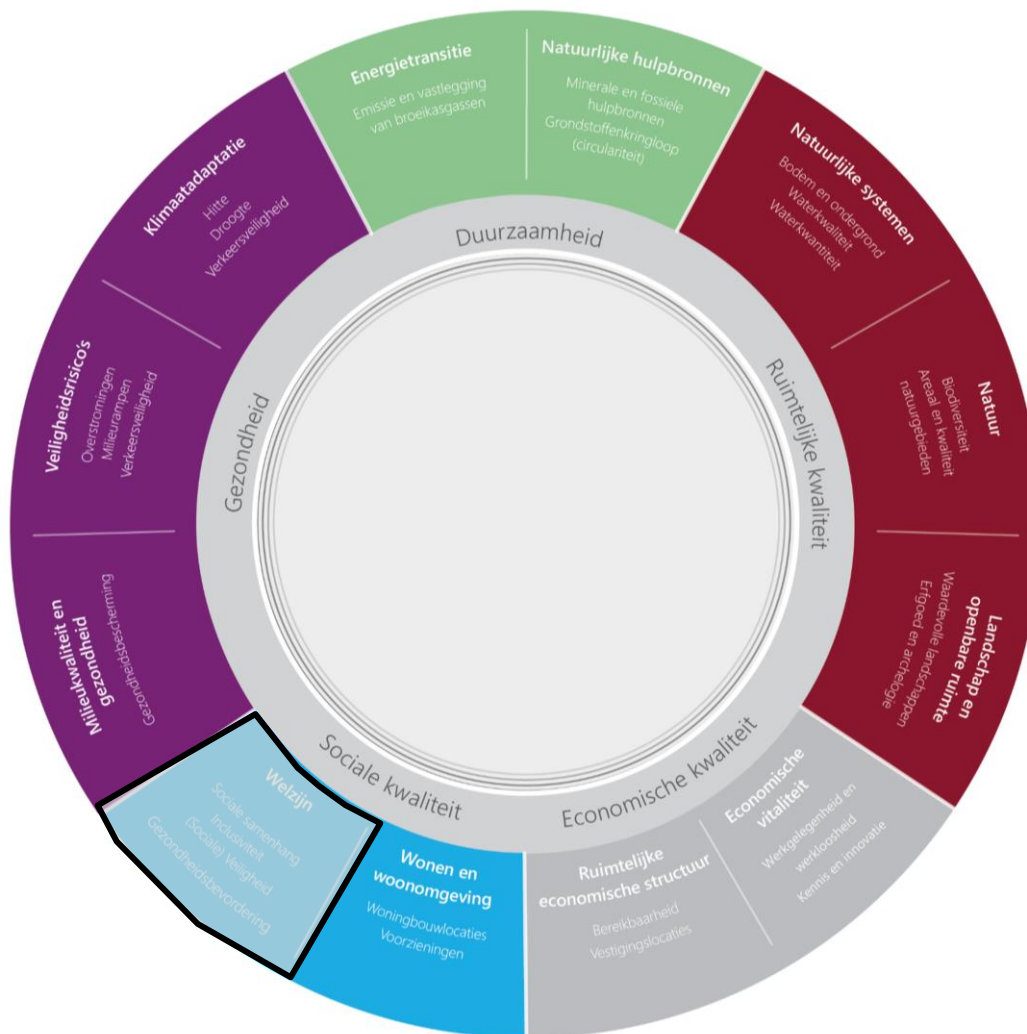 Energietransitie
Emissie en vastlegging
van broeikasgassen
Natuurlijke hulpbronnen
Minerale en fossiele
hulpbronnen
Grondstoffenkringloop
(circulariteit)
Natuurlijke systemen
Bodem en ondergrond
Waterkwaliteit
Waterkwantiteit
Natuur
Biodiversiteit
Areaal en kwaliteit
natuurgebieden
Landschap en
openbare ruimte
Waardevolle landschappen
Erfgoed en archelogie
Economische
vitaliteit
Werkgelegenheid en
werkloosheid
Kennis en innovatie
Ruimtelijke
economische structuur
Bereikbaarheid
Vestigingslocaties
Wonen en
woonomgeving
Woningbouwlocaties
Voorzieningen
Welzijn
Sociale samenhang
Inclusiviteit
(Sociale) Veiligheid
Gezondheidsbevordering
Milieukwaliteit en
gezondheid
Gezondheidsbescherming
Veiligheidsrisico's
Overstromingen
Milieurampen
Verkeersveiligheid
Klimaatadaptatie
Hitte
Droogte
Verkeersveiligheid
Duurzaamheid
Ruimtelijke kwaliteit
Economische kwaliteit
Sociale kwaliteit
Gezondheid